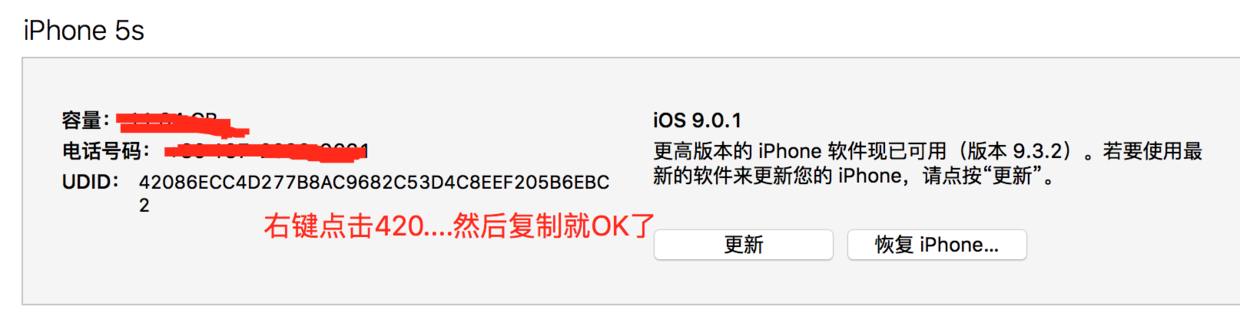 iPhone 5s
容量：
电话号码：
UDID： 42086ECC4D277B8AC9682C53D4C8EEF205B6EBC
2
右键点击420....然后复制就OK了
iOS 9.0.1
更高版本的 iPhone 软件现已可用（版本 9.3.2）。若要使用最
新的软件来更新您的 iPhone，请点按“更新”。
更新
恢复 iPhone...